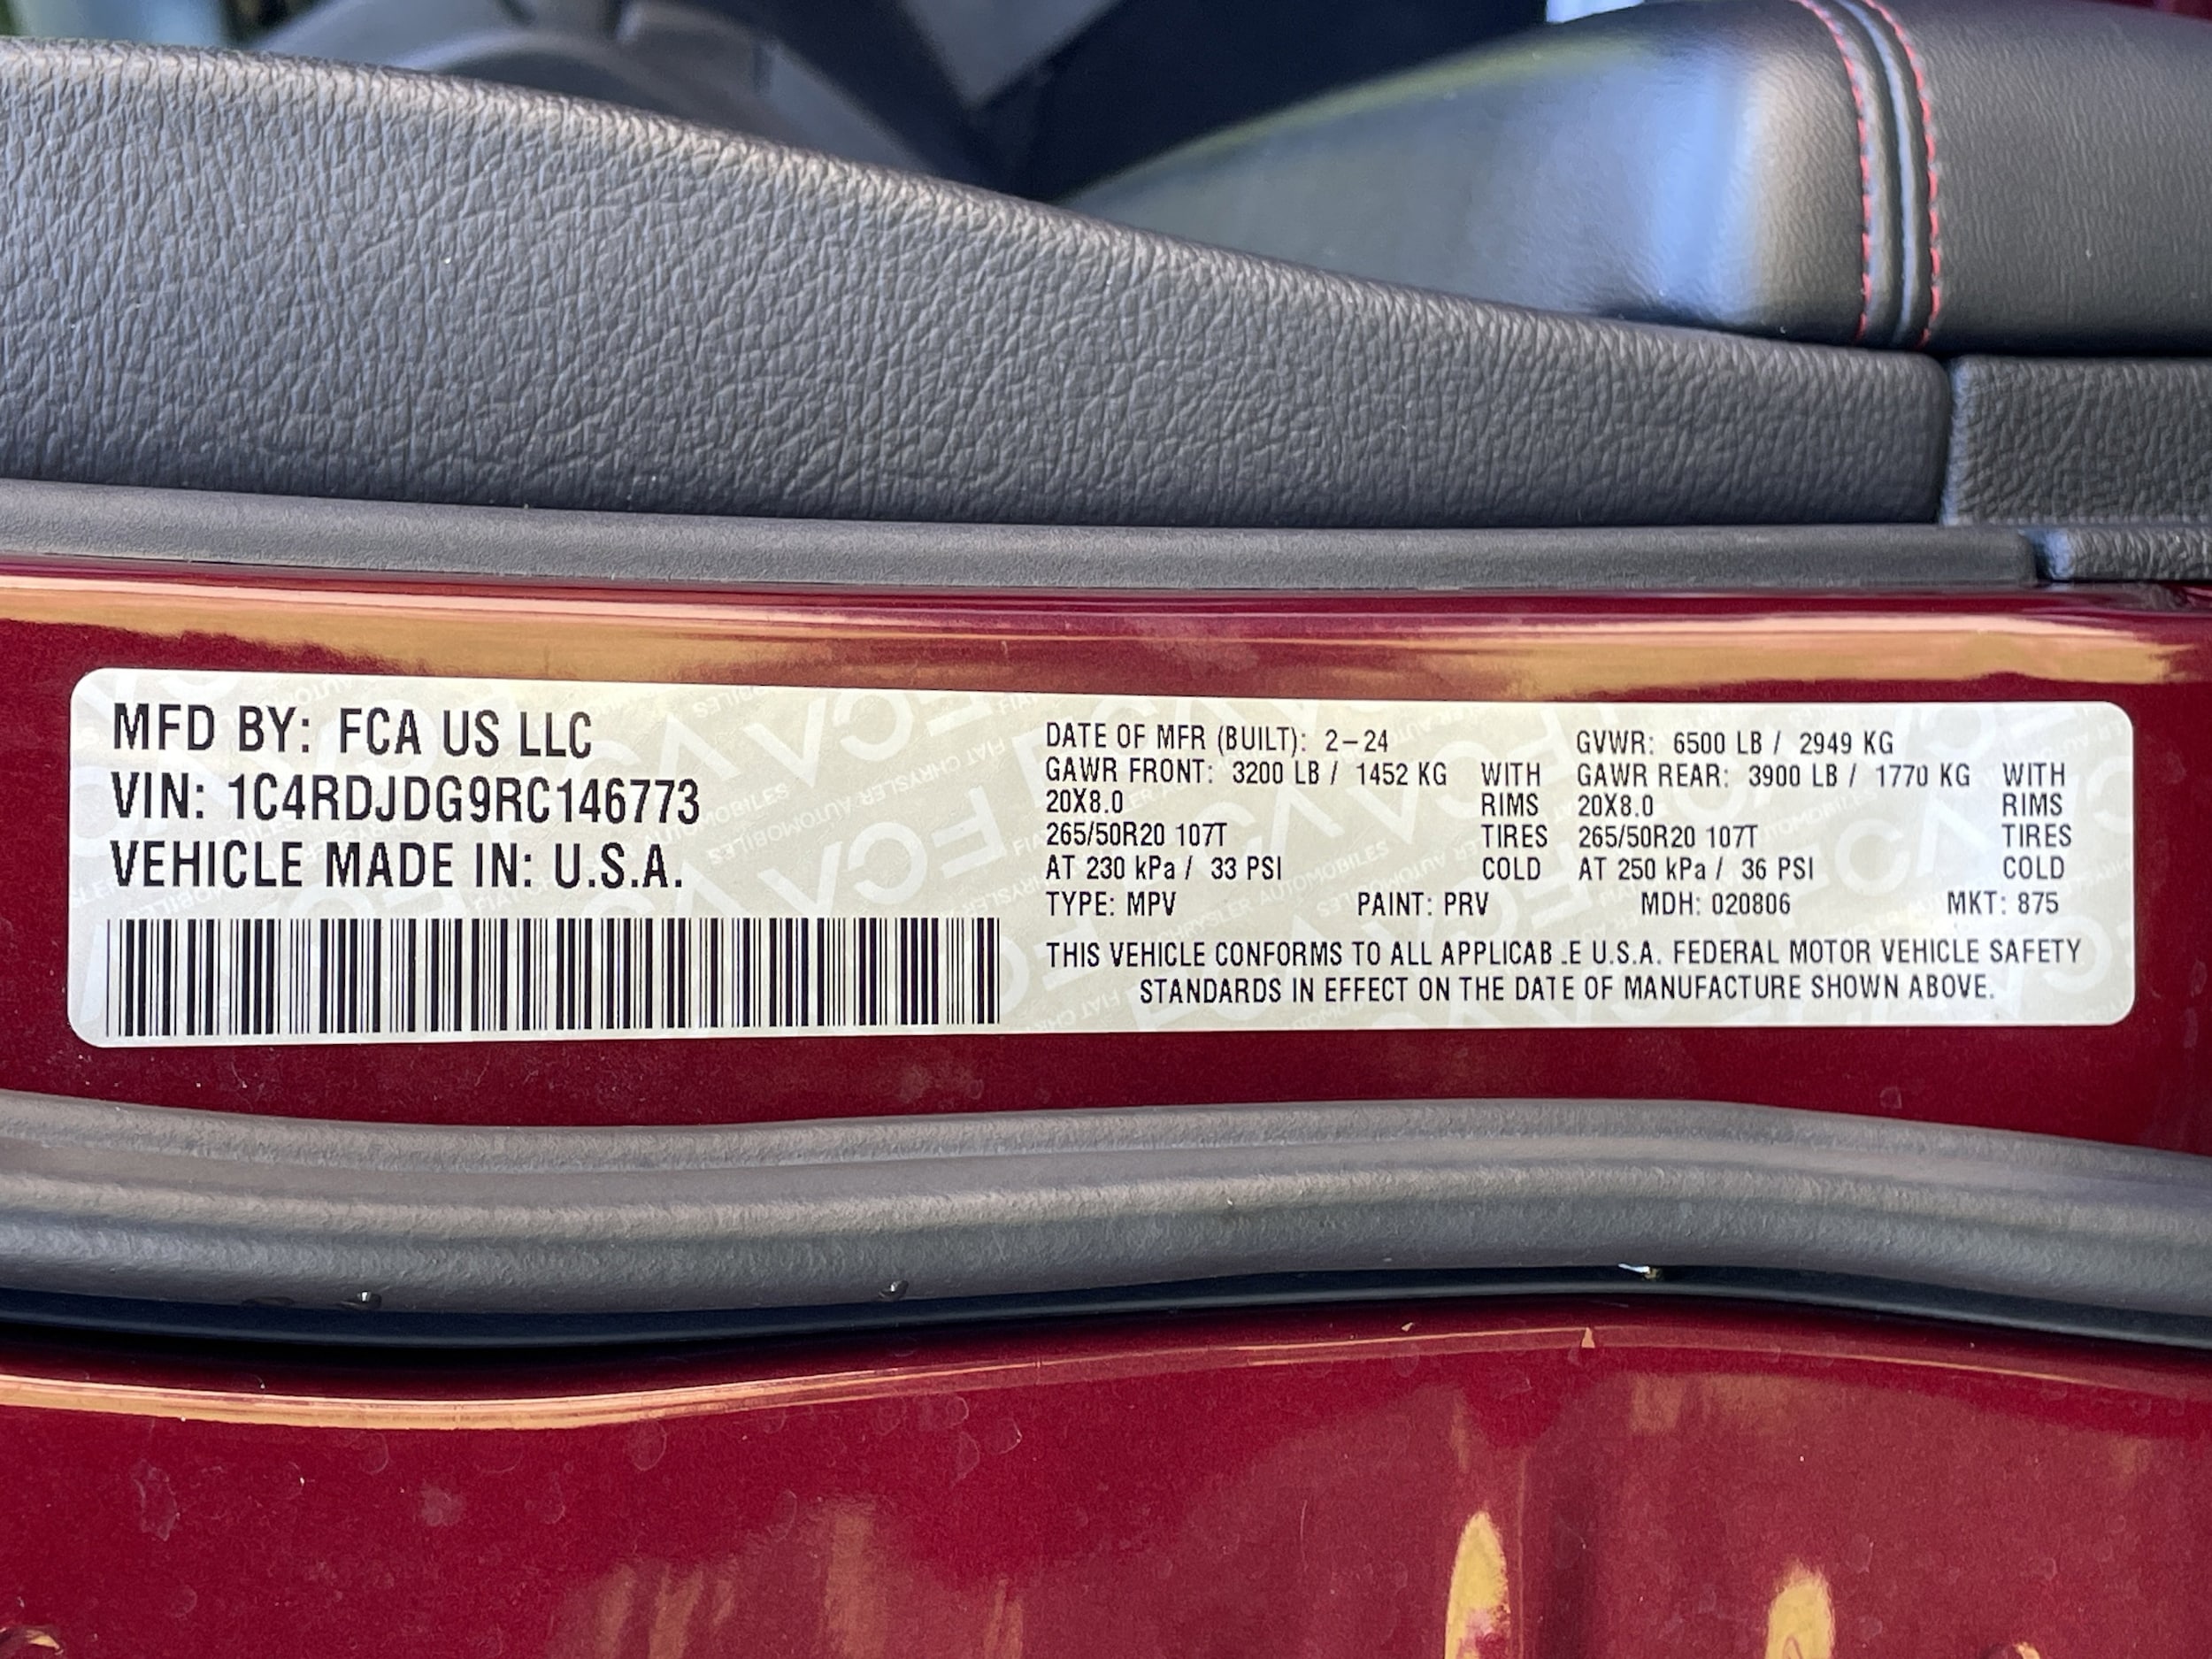 MFD BY: FCA US LLC
VIN: 1C4RDJDG9RC146773
VEHICLE MADE IN: U.S.A.
DATE OF MFR (BUILT): 2-24 GVWR: 6500 LB / 2949 KG
GAWR FRONT: 3200 LB / 1452 KG WITH GAWR REAR: 3900 LB / 1770 KG WITH
20X8.0 RIMS 20X8.0 RIMS
265/50R20 107T TIRES 265/50R20 107T TIRES
AT 230 kPa / 33 PSI COLD AT 250 kPa / 36 PSI COLD
TYPE: MPV PAINT: PRV MDH: 020806 MKT: 875
THIS VEHICLE CONFORMS TO ALL APPLICAB.E U.S.A. FEDERAL MOTOR VEHICLE SAFETY
STANDARDS IN EFFECT ON THE DATE OF MANUFACTURE SHOWN ABOVE.